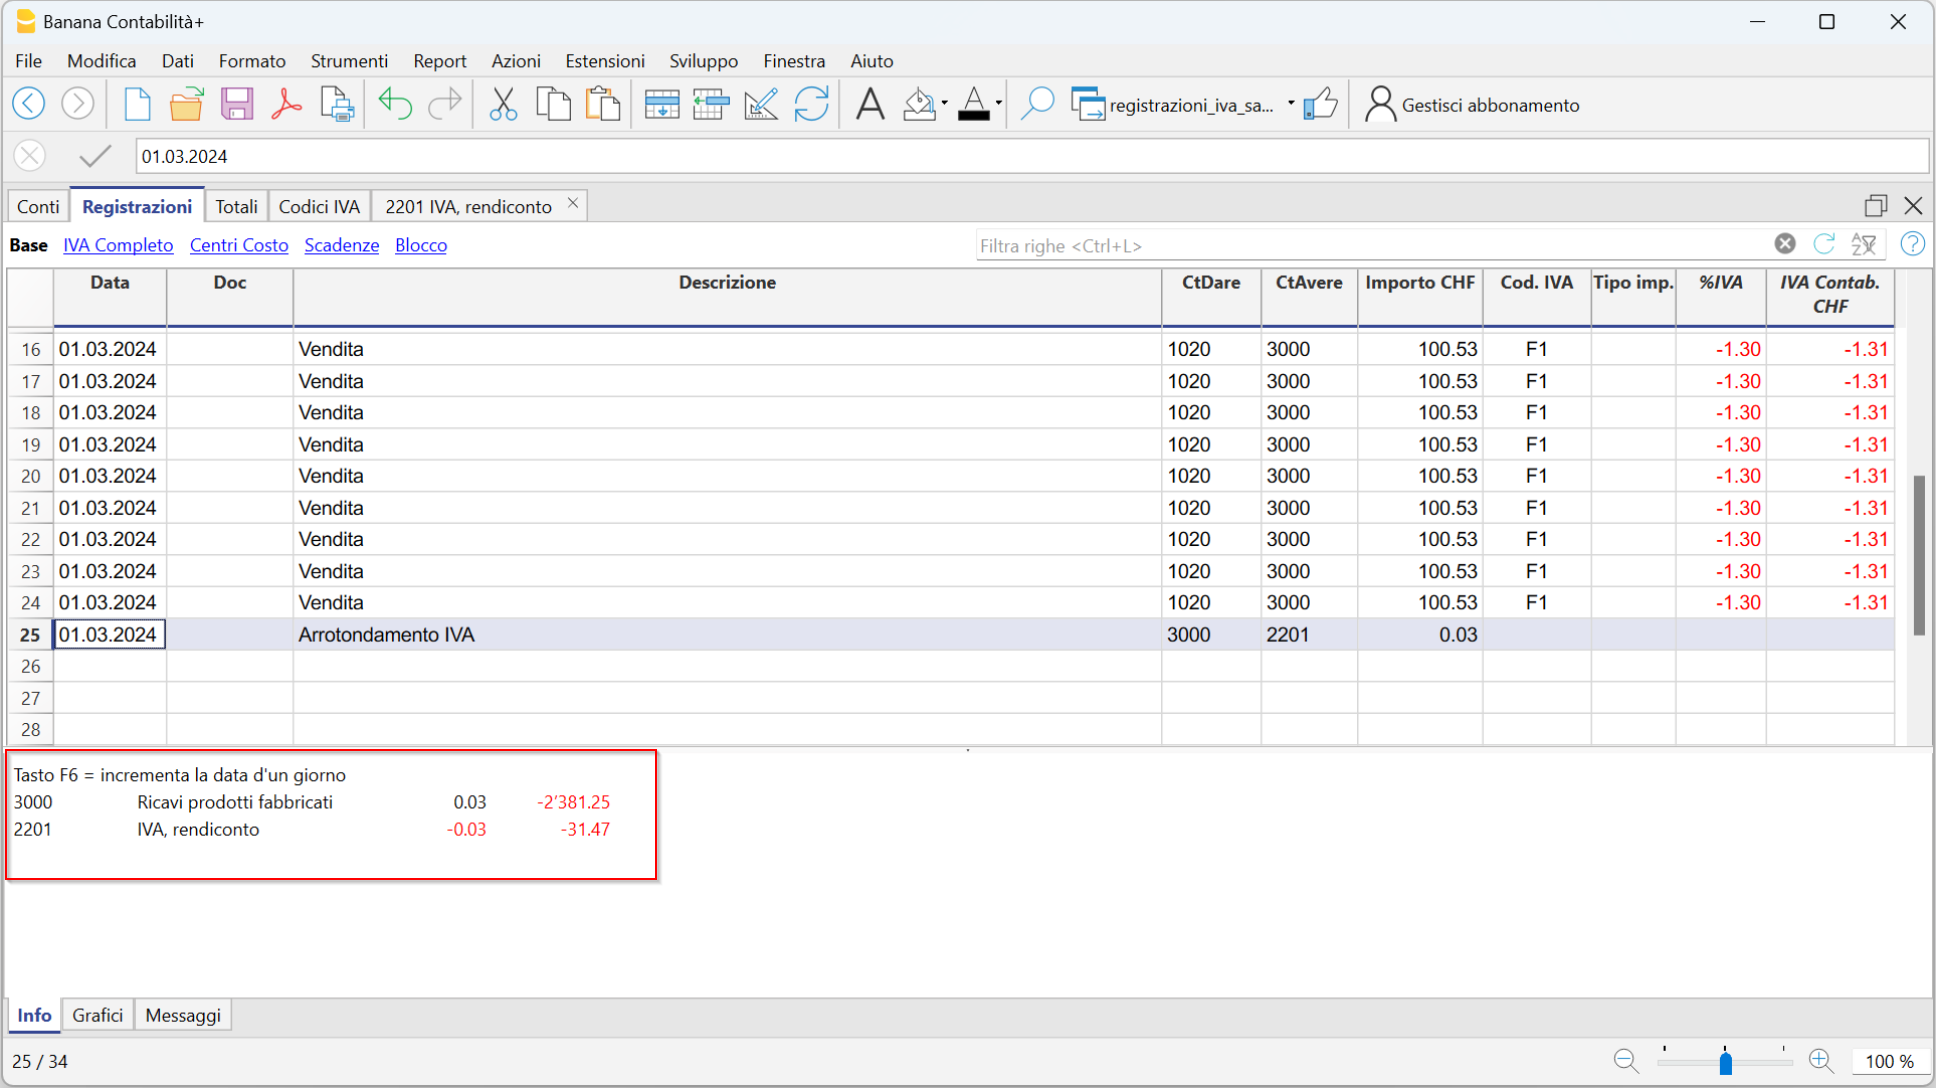 Banana Contabilità+
File Modifica Dati Formato Strumenti Report Azioni Estensioni Sviluppo Finestra Aiuto
registrazioni_iva_sa... Gestisci abbonamento
01.03.2024
Conti Registrazioni Totali Codici IVA 2201 IVA, rendiconto
Base IVA Completo Centri Costo Scadenze Blocco Filtra righe <Ctrl+L>
Data Doc Descrizione CtDare CtAvere Importo CHF Cod. IVA Tipo imp. %IVA IVA Contab.
CHF
16 01.03.2024 Vendita 1020 3000 100.53 F1 -1.30 -1.31
17 01.03.2024 Vendita 1020 3000 100.53 F1 -1.30 -1.31
18 01.03.2024 Vendita 1020 3000 100.53 F1 -1.30 -1.31
19 01.03.2024 Vendita 1020 3000 100.53 F1 -1.30 -1.31
20 01.03.2024 Vendita 1020 3000 100.53 F1 -1.30 -1.31
21 01.03.2024 Vendita 1020 3000 100.53 F1 -1.30 -1.31
22 01.03.2024 Vendita 1020 3000 100.53 F1 -1.30 -1.31
23 01.03.2024 Vendita 1020 3000 100.53 F1 -1.30 -1.31
24 01.03.2024 Vendita 1020 3000 100.53 F1 -1.30 -1.31
25 01.03.2024 Arrotondamento IVA 3000 2201 0.03
26
27
28
Tasto F6 = incrementa la data d'un giorno
3000 Ricavi prodotti fabbricati 0.03 -2'381.25
2201 IVA, rendiconto -0.03 -31.47
Info Grafici Messaggi
25 / 34 100 %